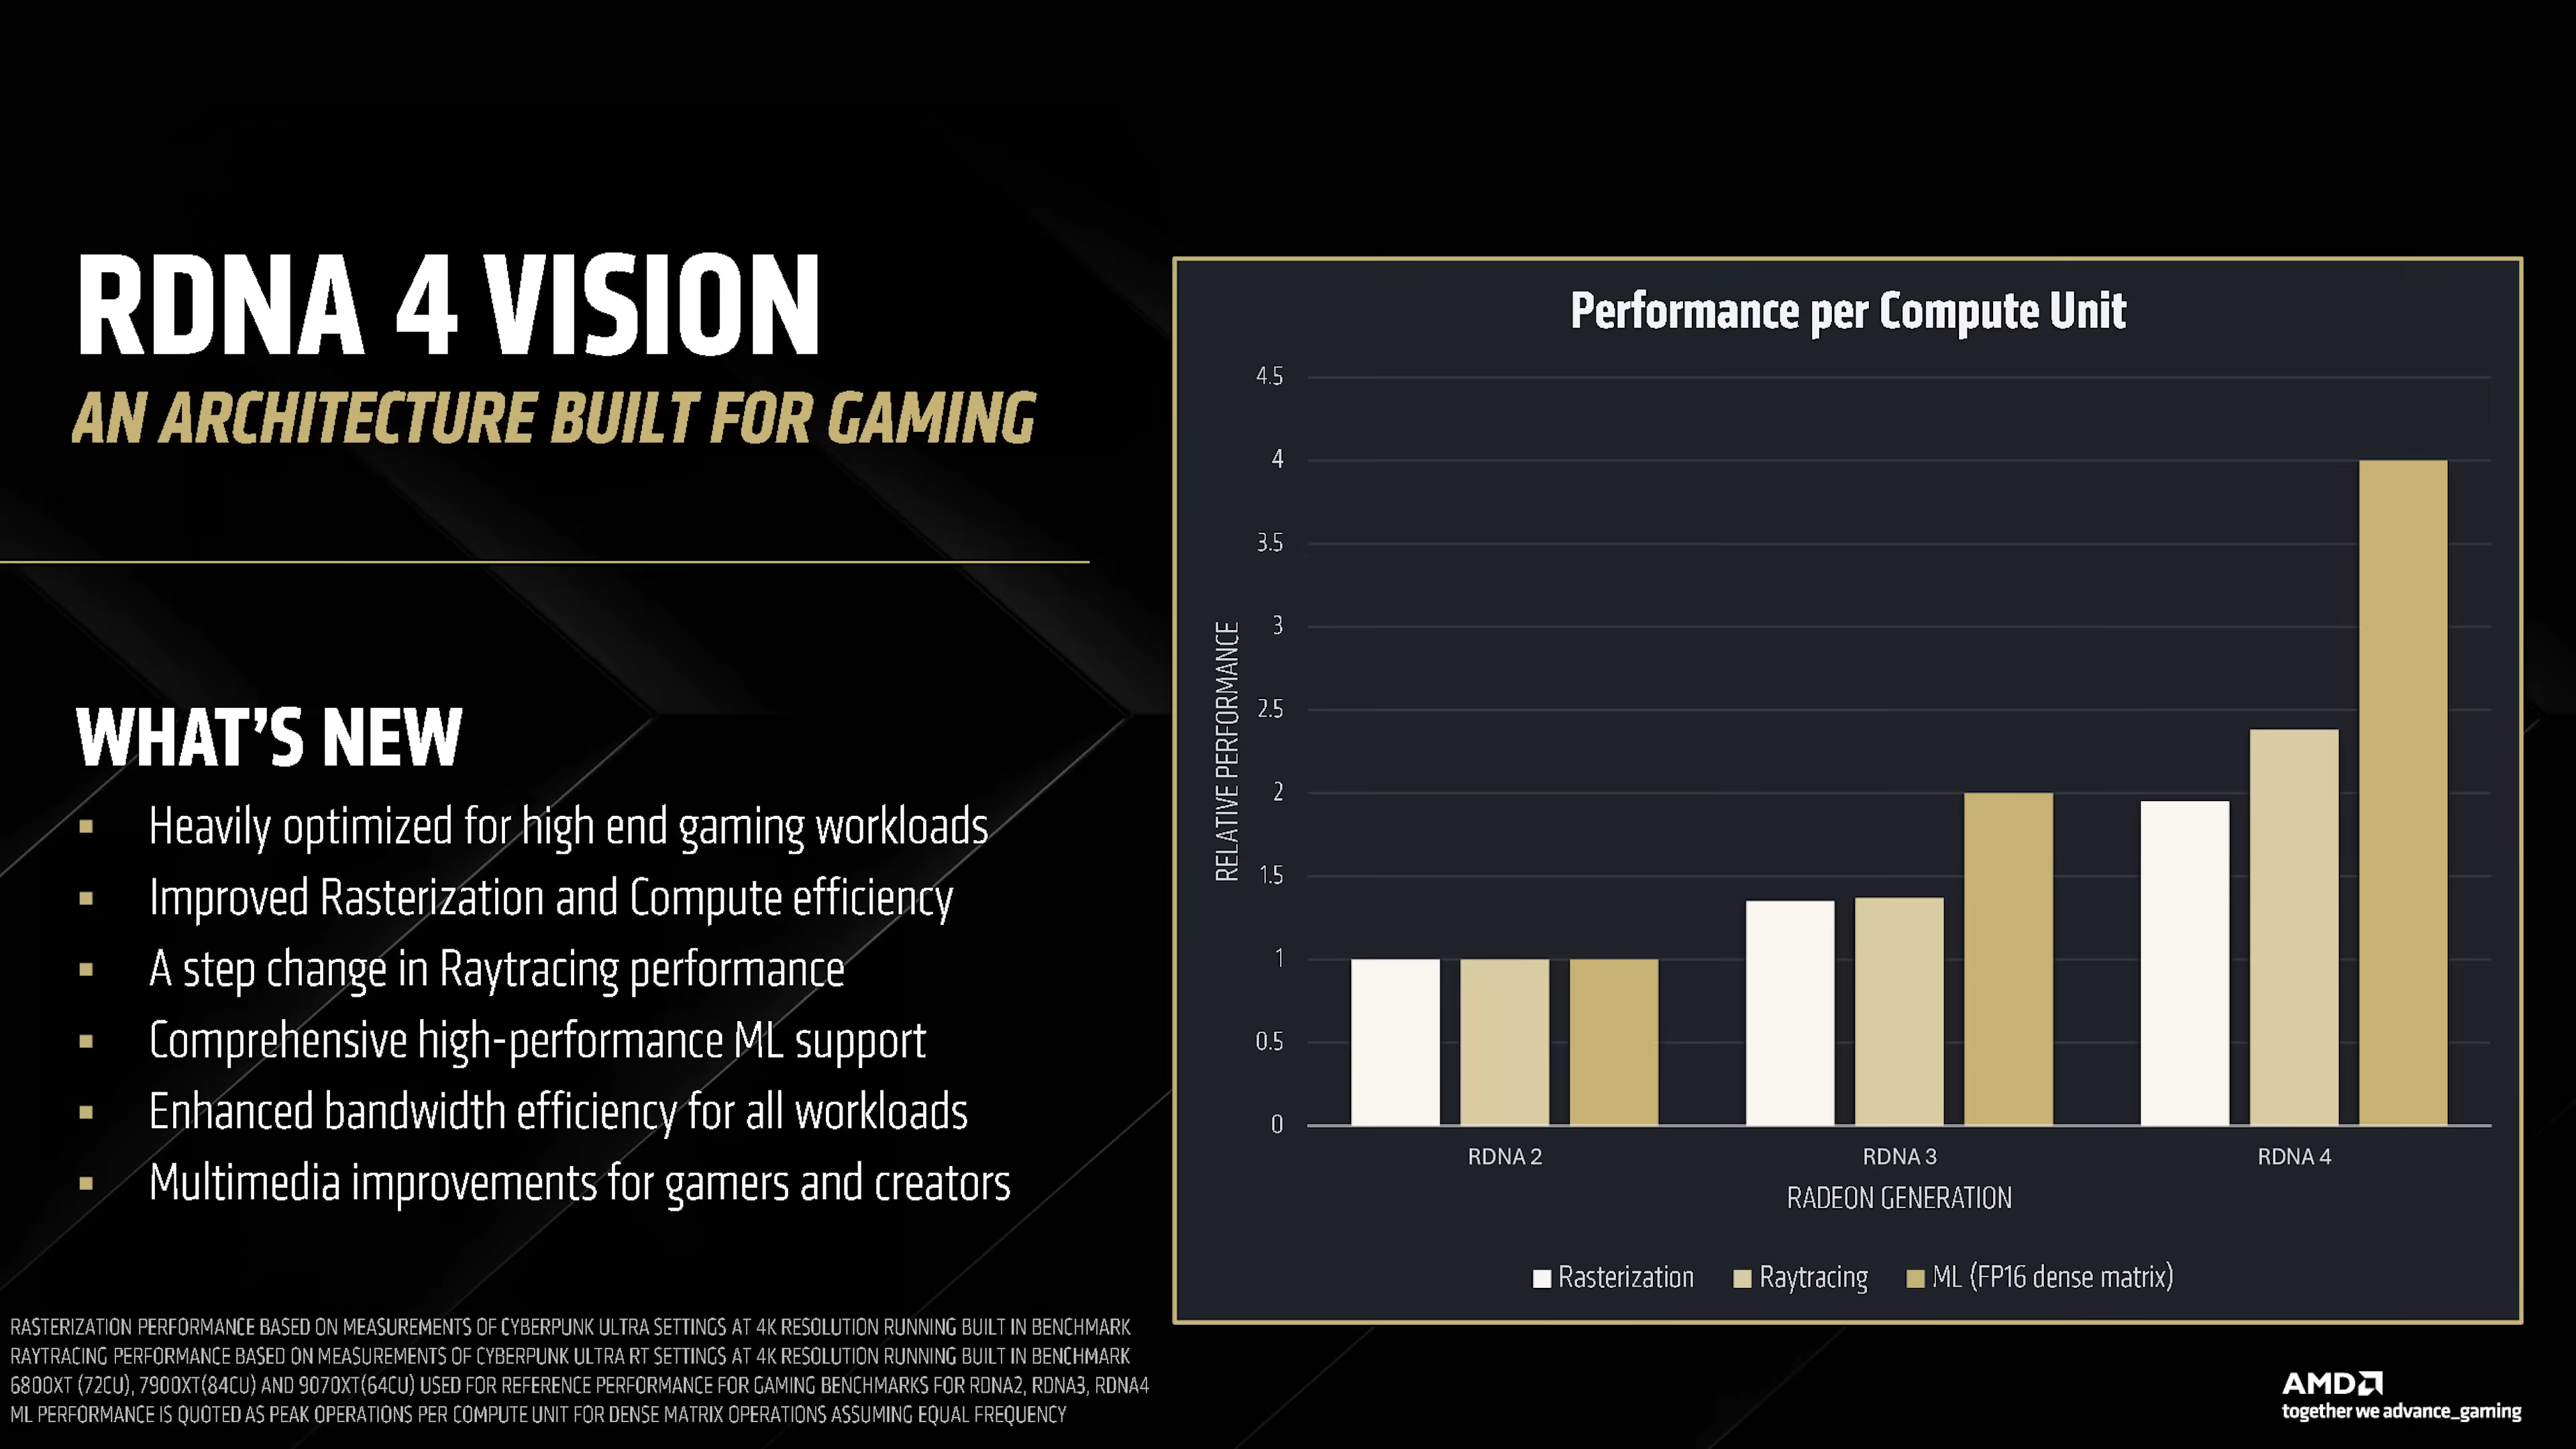 RDNA 4 VISION
AN ARCHITECTURE BUILT FOR GAMING
WHAT'S NEW
▪ Heavily optimized for high end gaming workloads
▪ Improved Rasterization and Compute efficiency
▪ A step change in Raytracing performance
▪ Comprehensive high-performance ML support
▪ Enhanced bandwidth efficiency for all workloads
▪ Multimedia improvements for gamers and creators
RASTERIZATION PERFORMANCE BASED ON MEASUREMENTS OF CYBERPUNK ULTRA SETTINGS AT 4K RESOLUTION RUNNING BUILT IN BENCHMARK
RAYTRACING PERFORMANCE BASED ON MEASUREMENTS OF CYBERPUNK ULTRA RT SETTINGS AT 4K RESOLUTION RUNNING BUILT IN BENCHMARK
6800XT (72CU), 7900XT(84CU) AND 9070XT(64CU) USED FOR REFERENCE PERFORMANCE FOR GAMING BENCHMARKS FOR RDNA2, RDNA3, RDNA4
ML PERFORMANCE IS QUOTED AS PEAK OPERATIONS PER COMPUTE UNIT FOR DENSE MATRIX OPERATIONS ASSUMING EQUAL FREQUENCY
Performance per Compute Unit
RELATIVE PERFORMANCE
4.5
4
3.5
3
2.5
2
1.5
1
0.5
0
RDNA 2 RDNA 3 RDNA 4
RADEON GENERATION
Rasterization Raytracing ML (FP16 dense matrix)
AMD
together we advance_gaming